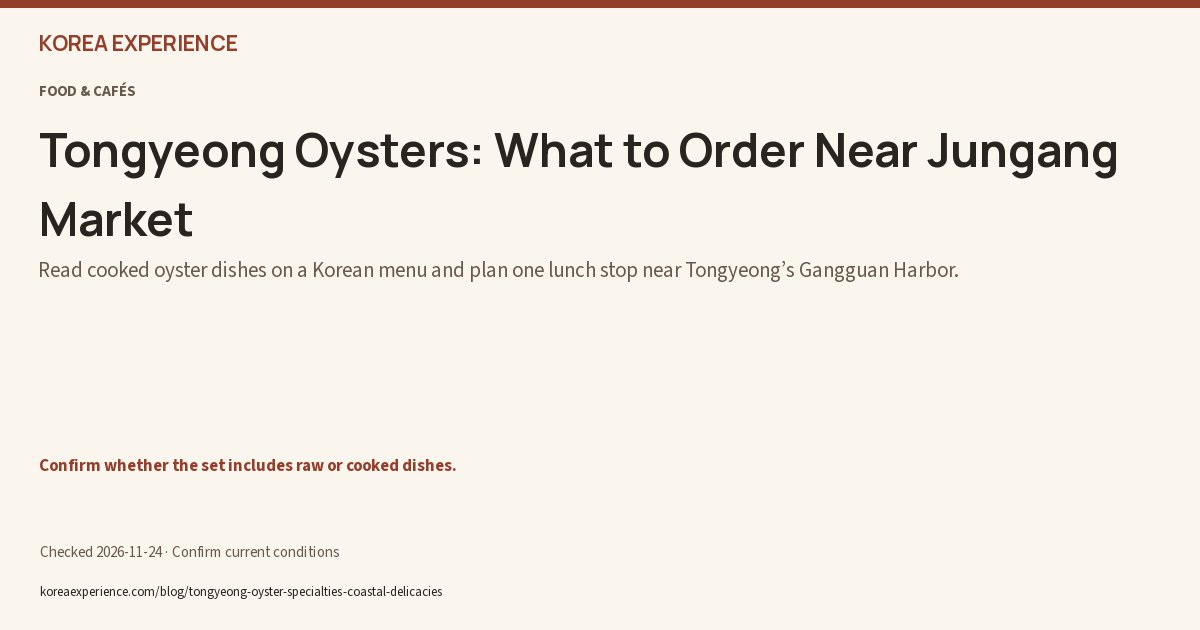 KOREA EXPERIENCE
FOOD & CAFÉS
Tongyeong Oysters: What to Order Near Jungang
Market
Read cooked oyster dishes on a Korean menu and plan one lunch stop near Tongyeong’s Gangguan Harbor.
Confirm whether the set includes raw or cooked dishes.
Checked 2026-11-24 · Confirm current conditions
koreaexperience.com/blog/tongyeong-oyster-specialties-coastal-delicacies